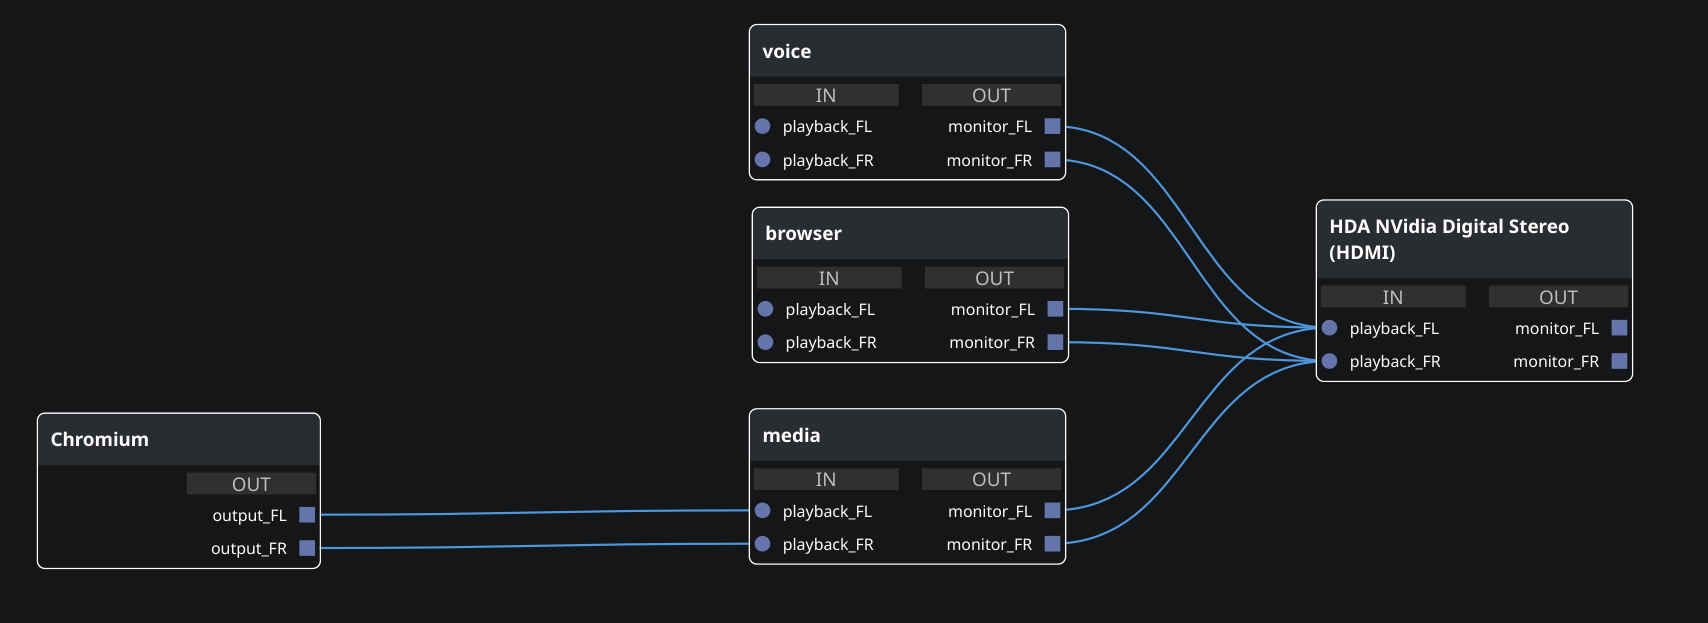 voice
IN OUT
playback_FL monitor_FL
playback_FR monitor_FR
browser
IN OUT
playback_FL monitor_FL
playback_FR monitor_FR
HDA NVidia Digital Stereo
(HDMI)
IN OUT
playback_FL monitor_FL
playback_FR monitor_FR
Chromium
OUT
output_FL
output_FR
media
IN OUT
playback_FL monitor_FL
playback_FR monitor_FR